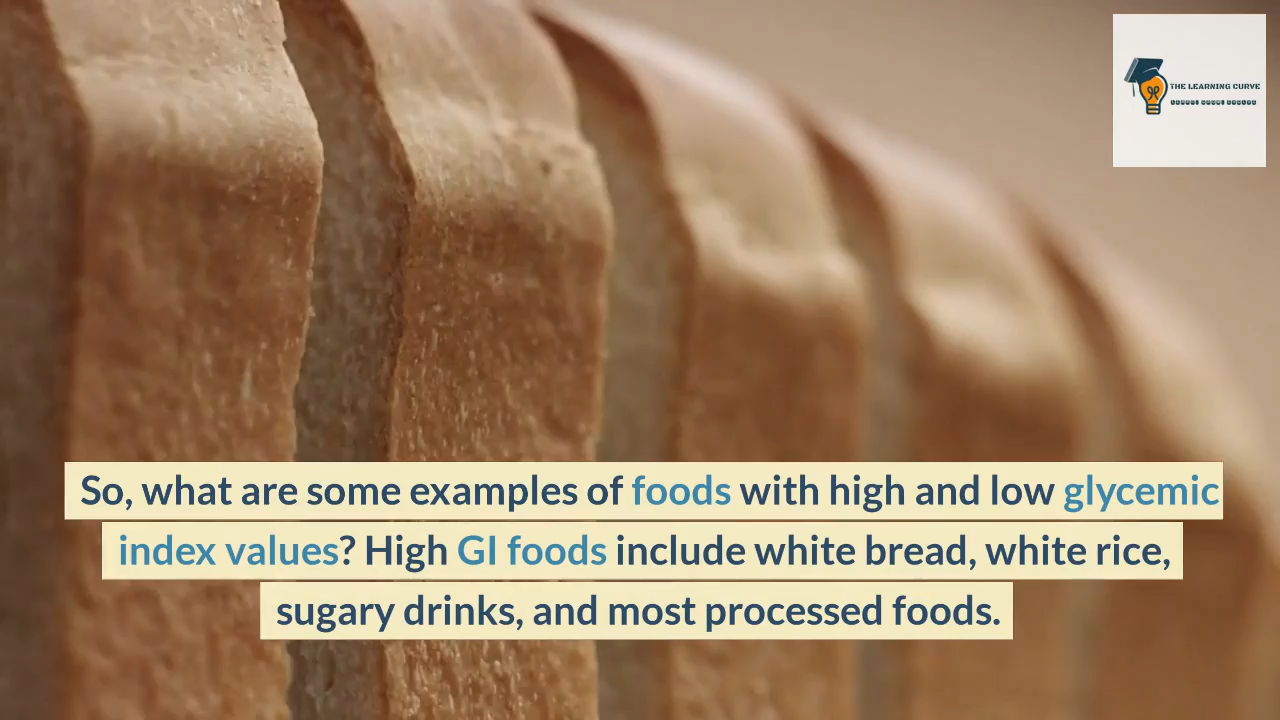 THE LEARNING CURVE
So, what are some examples of foods with high and low glycemic
index values? High GI foods include white bread, white rice,
sugary drinks, and most processed foods.